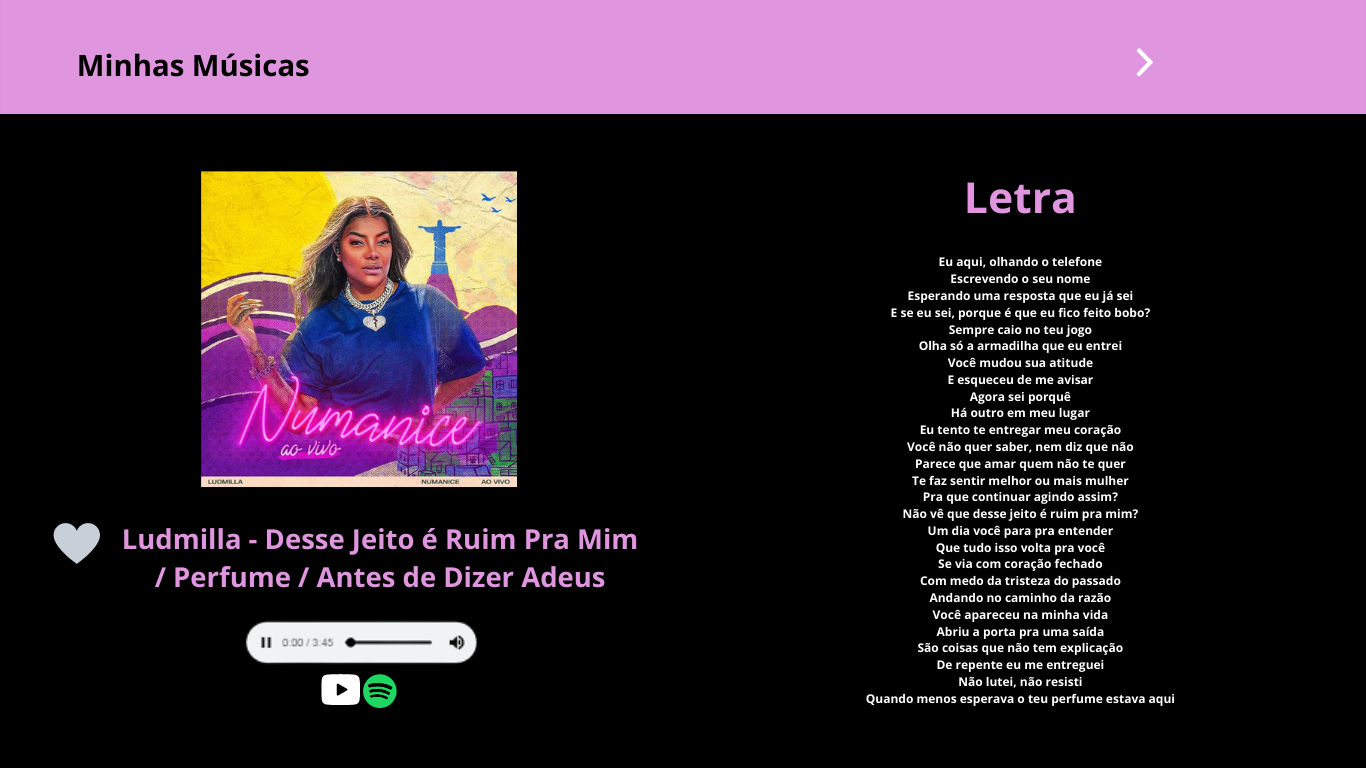 Minhas Músicas
Numanice
ao vivo
LUDMILLA NUMANICE AO VIVO
Ludmilla - Desse Jeito é Ruim Pra Mim
/ Perfume / Antes de Dizer Adeus
0:00 / 3:45
Letra
Eu aqui, olhando o telefone
Escrevendo o seu nome
Esperando uma resposta que eu já sei
E se eu sei, porque é que eu fico feito bobo?
Sempre caio no teu jogo
Olha só a armadilha que eu entrei
Você mudou sua atitude
E esqueceu de me avisar
Agora sei porquê
Há outro em meu lugar
Eu tento te entregar meu coração
Você não quer saber, nem diz que não
Parece que amar quem não te quer
Te faz sentir melhor ou mais mulher
Pra que continuar agindo assim?
Não vê que desse jeito é ruim pra mim?
Um dia você para pra entender
Que tudo isso volta pra você
Se via com coração fechado
Com medo da tristeza do passado
Andando no caminho da razão
Você apareceu na minha vida
Abriu a porta pra uma saída
São coisas que não tem explicação
De repente eu me entreguei
Não lutei, não resisti
Quando menos esperava o teu perfume estava aqui